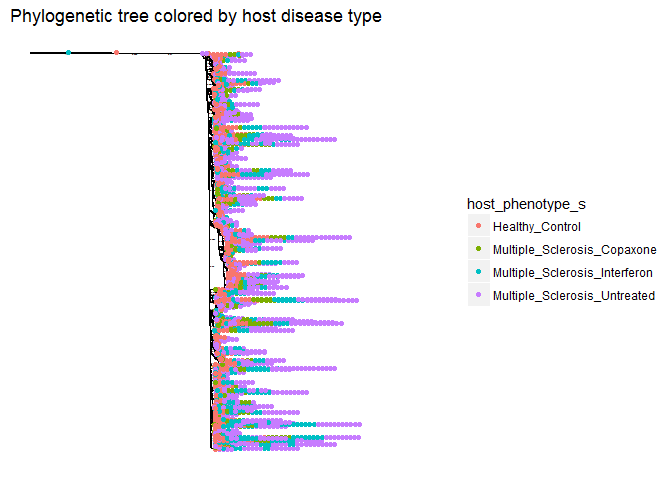 Phylogenetic tree colored by host disease type
host_phenotype_s
Healthy_Control
Multiple_Sclerosis_Copaxone
Multiple_Sclerosis_Interferon
Multiple_Sclerosis_Untreated